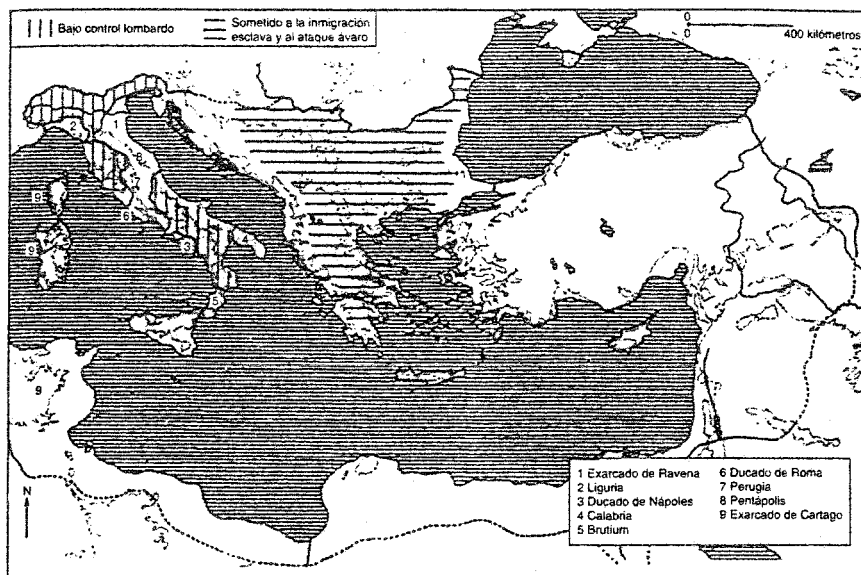 Bajo control lombardo
Sometido a la inmigración
esclava y al ataque ávaro
0
0
400 kilómetros
2
8
6
9
3
4
9
5
9
N
1 Exarcado de Ravena
2 Liguria
3 Ducado de Nápoles
4 Calabria
5 Brutium
6 Ducado de Roma
7 Perugia
8 Pentápolis
9 Exarcado de Cartago